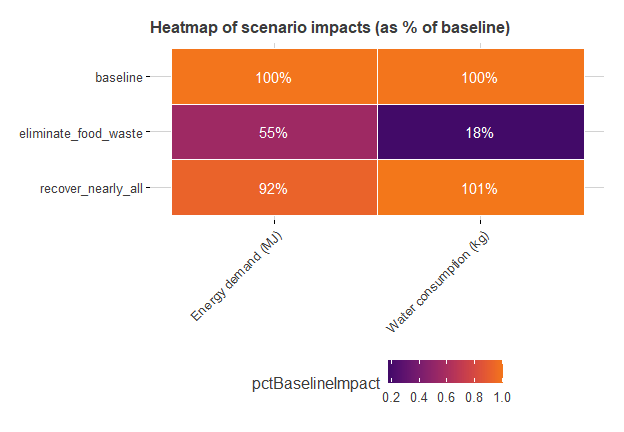 Heatmap of scenario impacts (as % of baseline)
baseline 100% 100%
eliminate_food_waste 55% 18%
recover_nearly_all 92% 101%
Energy demand (MJ) Water consumption (Kg)
pctBaselineImpact
0.2 0.4 0.6 0.8 1.0